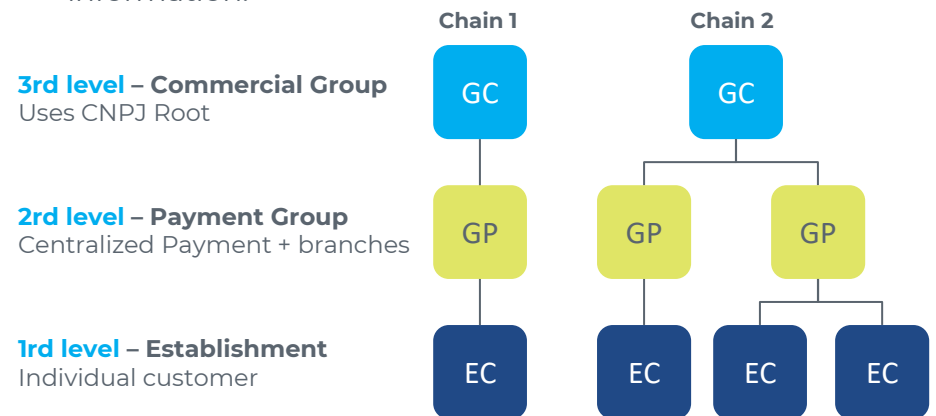 information.
Chain 1
Chain 2
3rd level – Commercial Group
Uses CNPJ Root
GC
GC
2rd level – Payment Group
Centralized Payment + branches
GP
GP
GP
1rd level – Establishment
Individual customer
EC
EC
EC
EC